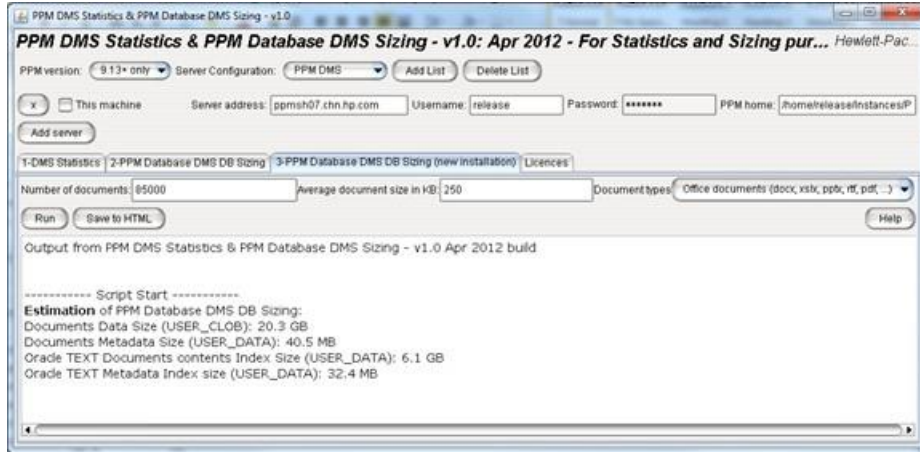 PPM DMS Statistics & PPM Database DMS Sizing - v1.0
PPM DMS Statistics & PPM Database DMS Sizing - v1.0: Apr 2012 - For Statistics and Sizing pur... Hewlett-Pac...
PPM version: 9.13+ only Server Configuration: PPM DMS Add List Delete List
x This machine Server address: ppmsh07.chn.hp.com Username: release Password: ******* PPM home: /home/release/instances/P
Add server
1-DMS Statistics 2-PPM Database DMS DB Sizing 3-PPM Database DMS DB Sizing (new installation) Licences
Number of documents: 85000 Average document size in kB: 250 Document types Office documents (docx, xslx, pptx, rtf, pdf, ...)
Run Save to HTML Help
Output from PPM DMS Statistics & PPM Database DMS Sizing - v1.0 Apr 2012 build
----------- Script Start -----------
Estimation of PPM Database DMS DB Sizing:
Documents Data Size (USER_CLOB): 20.3 GB
Documents Metadata Size (USER_DATA): 40.5 MB
Oracle TEXT Documents contents Index Size (USER_DATA): 6.1 GB
Oracle TEXT Metadata Index size (USER_DATA): 32.4 MB